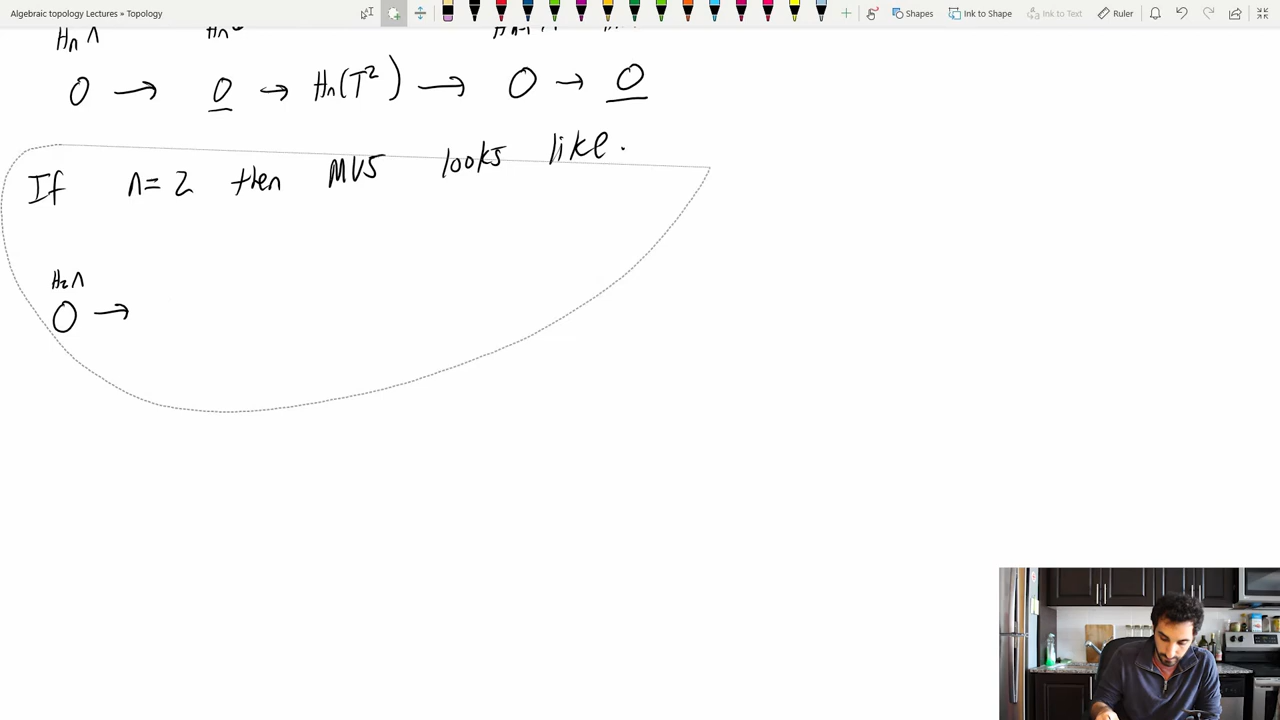 Algebraic topology Lectures – Topology
Shapes Ink to Shape Ink to Text Ruler
Hn ∩
0 → 0 → Hn(T²) → 0 → 0
If n=2 then MVS looks like.
H₂ ∩
0 →